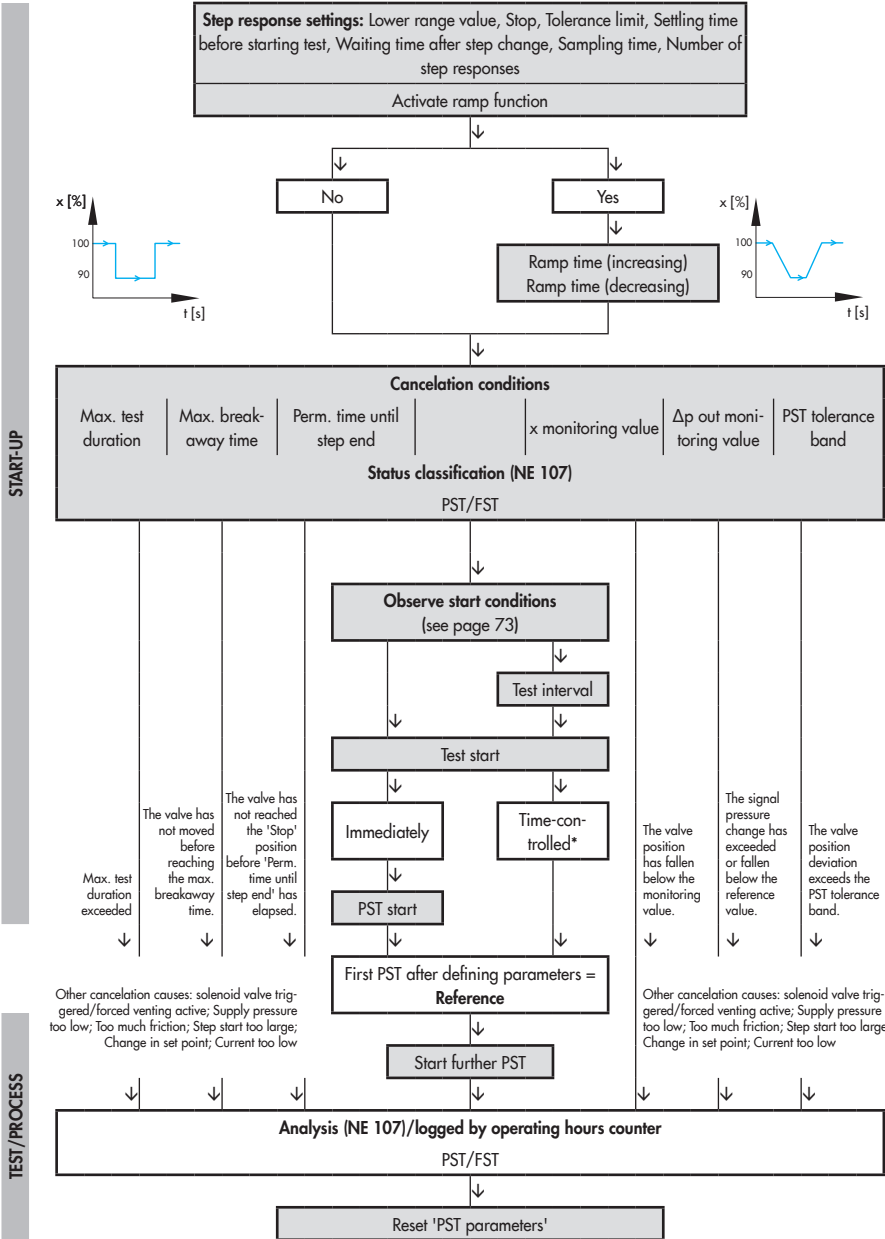 Step response settings: Lower range value, Stop, Tolerance limit, Settling time
before starting test, Waiting time after step change, Sampling time, Number of
step responses
Activate ramp function
No
Yes
x [%]
100
90
t [s]
Ramp time (increasing)
Ramp time (decreasing)
x [%]
100
90
t [s]
START-UP
Cancelation conditions
Max. test
duration
Max. break-
away time
Perm. time until
step end
x monitoring value
Δp out moni-
toring value
PST tolerance
band
Status classification (NE 107)
PST/FST
Observe start conditions
(see page 73)
Test interval
Test start
Immediately
Time-con-
trolled*
PST start
Max. test
duration
exceeded
The valve has
not moved
before
reaching
the max.
breakaway
time.
The valve has
not reached
the 'Stop'
position
before 'Perm.
time until
step end' has
elapsed.
The valve
position
has fallen
below the
monitoring
value.
The signal
pressure
change has
exceeded
or fallen
below the
reference
value.
The valve
position
deviation
exceeds the
PST tolerance
band.
First PST after defining parameters =
Reference
Other cancelation causes: solenoid valve trig-
gered/forced venting active; Supply pressure
too low; Too much friction; Step start too large;
Change in set point; Current too low
Other cancelation causes: solenoid valve trig-
gered/forced venting active; Supply pressure
too low; Too much friction; Step start too large
Change in set point; Current too low
Start further PST
TEST/PROCESS
Analysis (NE 107)/logged by operating hours counter
PST/FST
Reset 'PST parameters'